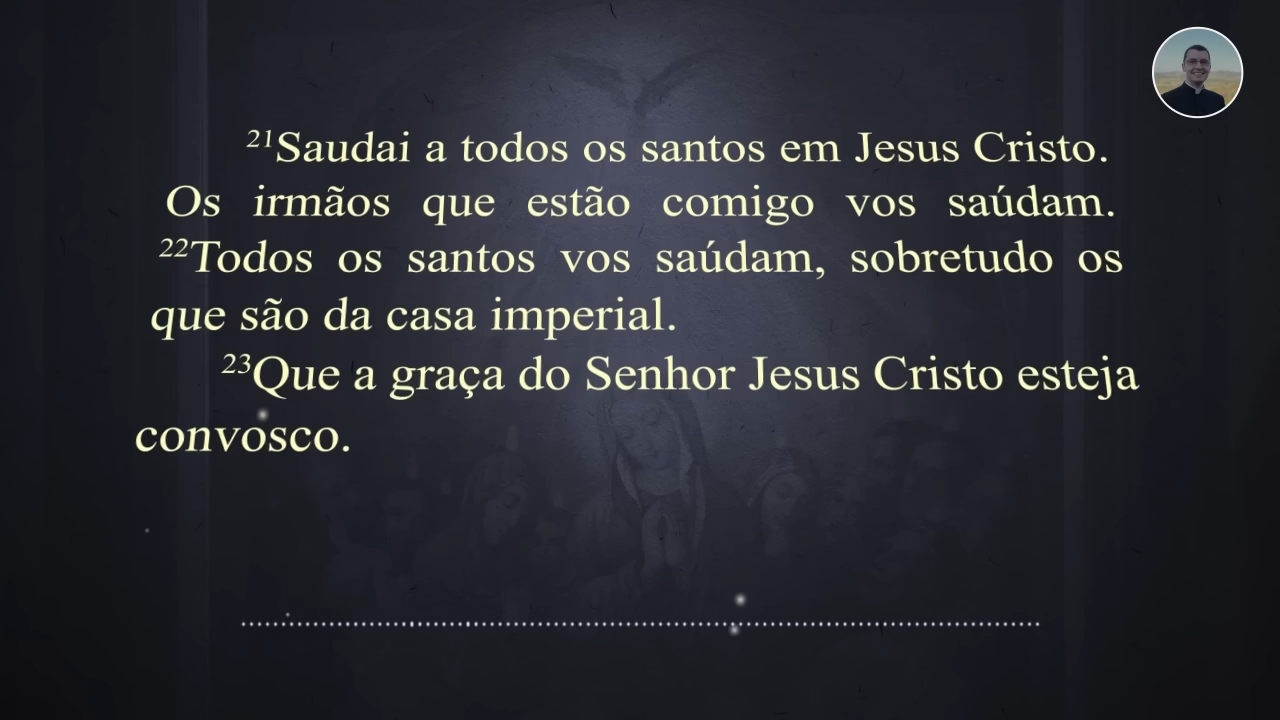 ²¹Saudai a todos os santos em Jesus Cristo.
Os irmãos que estão comigo vos saúdam.
²²Todos os santos vos saúdam, sobretudo os
que são da casa imperial.
²³Que a graça do Senhor Jesus Cristo esteja
convosco.